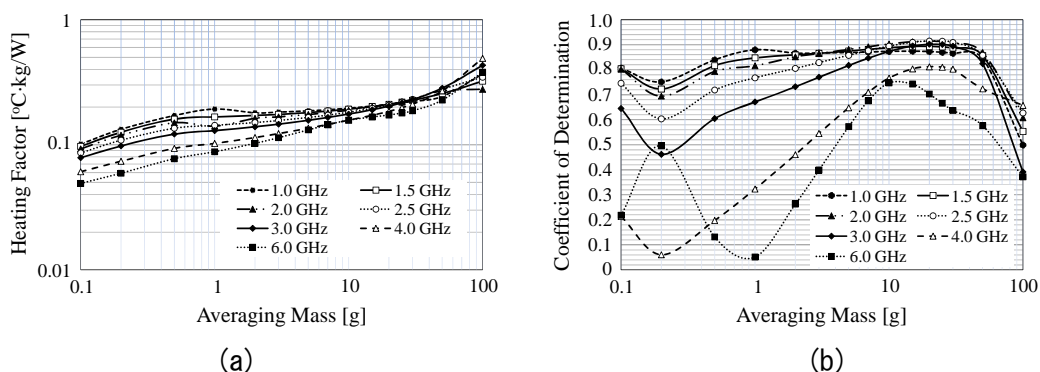 Heating Factor [°C·kg/W]
1
0.1
0.01
0.1
1
10
100
Averaging Mass [g]
1.0 GHz
1.5 GHz
2.0 GHz
2.5 GHz
3.0 GHz
4.0 GHz
6.0 GHz
(a)
Coefficient of Determination
1.0
0.9
0.8
0.7
0.6
0.5
0.4
0.3
0.2
0.1
0
0.1
1
10
100
Averaging Mass [g]
1.0 GHz
1.5 GHz
2.0 GHz
2.5 GHz
3.0 GHz
4.0 GHz
6.0 GHz
(b)